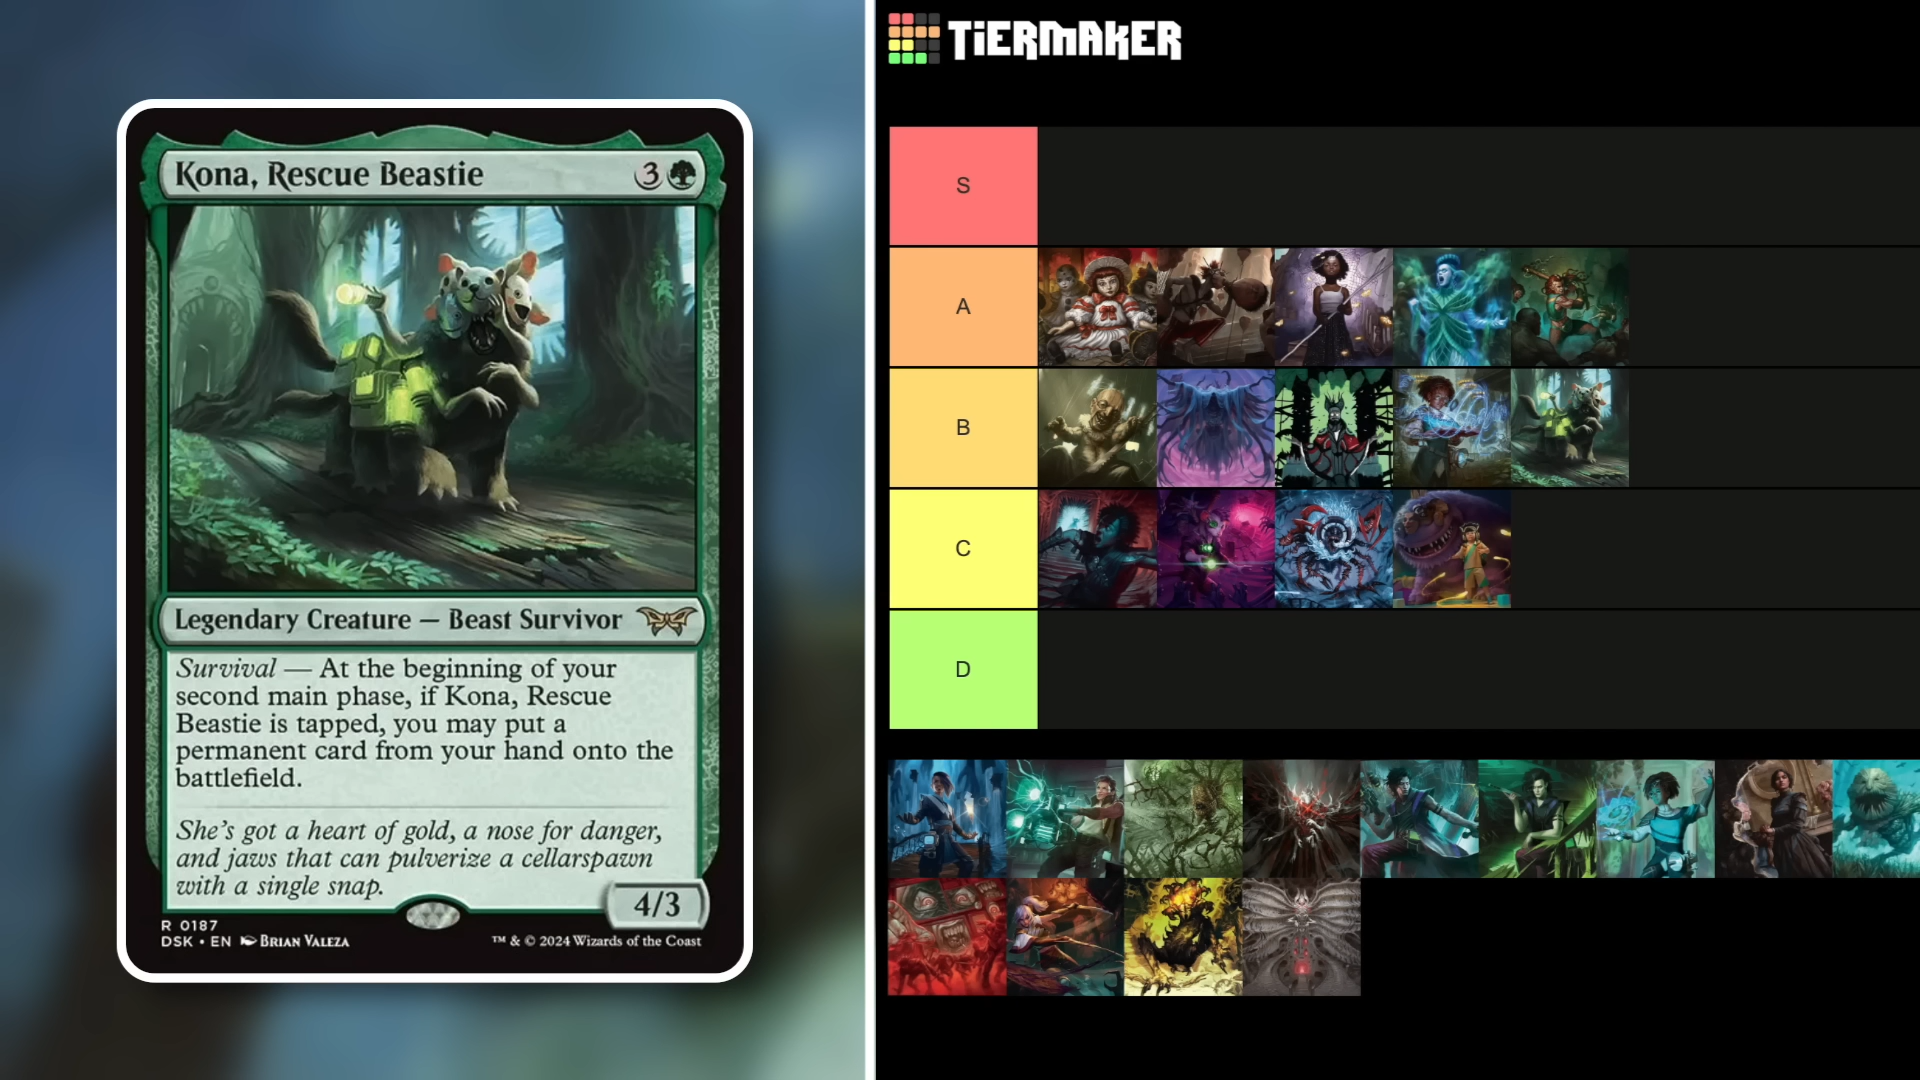 Kona, Rescue Beastie 3
Legendary Creature — Beast Survivor
Survival — At the beginning of your
second main phase, if Kona, Rescue
Beastie is tapped, you may put a
permanent card from your hand onto the
battlefield.
She's got a heart of gold, a nose for danger,
and jaws that can pulverize a cellarspawn
with a single snap.
4/3
R 0187
DSK • EN BRIAN VALEZA
™ & © 2024 Wizards of the Coast
TiERMAKER
S
A
B
C
D